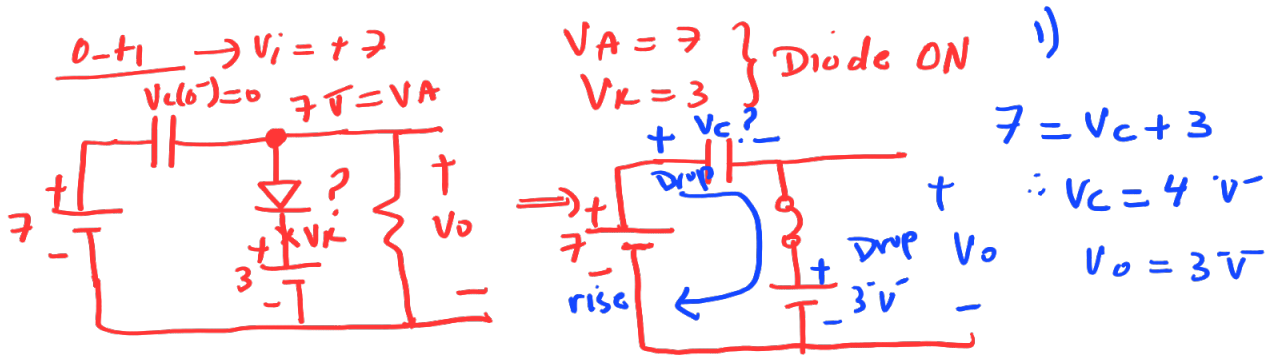 0-t1 → Vi = +7
Vc(0⁻)=0
7V = VA
+
7
-
?
K VK
+
3
-
+
Vo
-
VA = 7
VK = 3
} Diode ON
⇒
+ Vc? -
Drop
+
7
-
rise
Drop
+
3V
-
+
Vo
-
1)
7 = Vc + 3
∴ Vc = 4 V
Vo = 3V